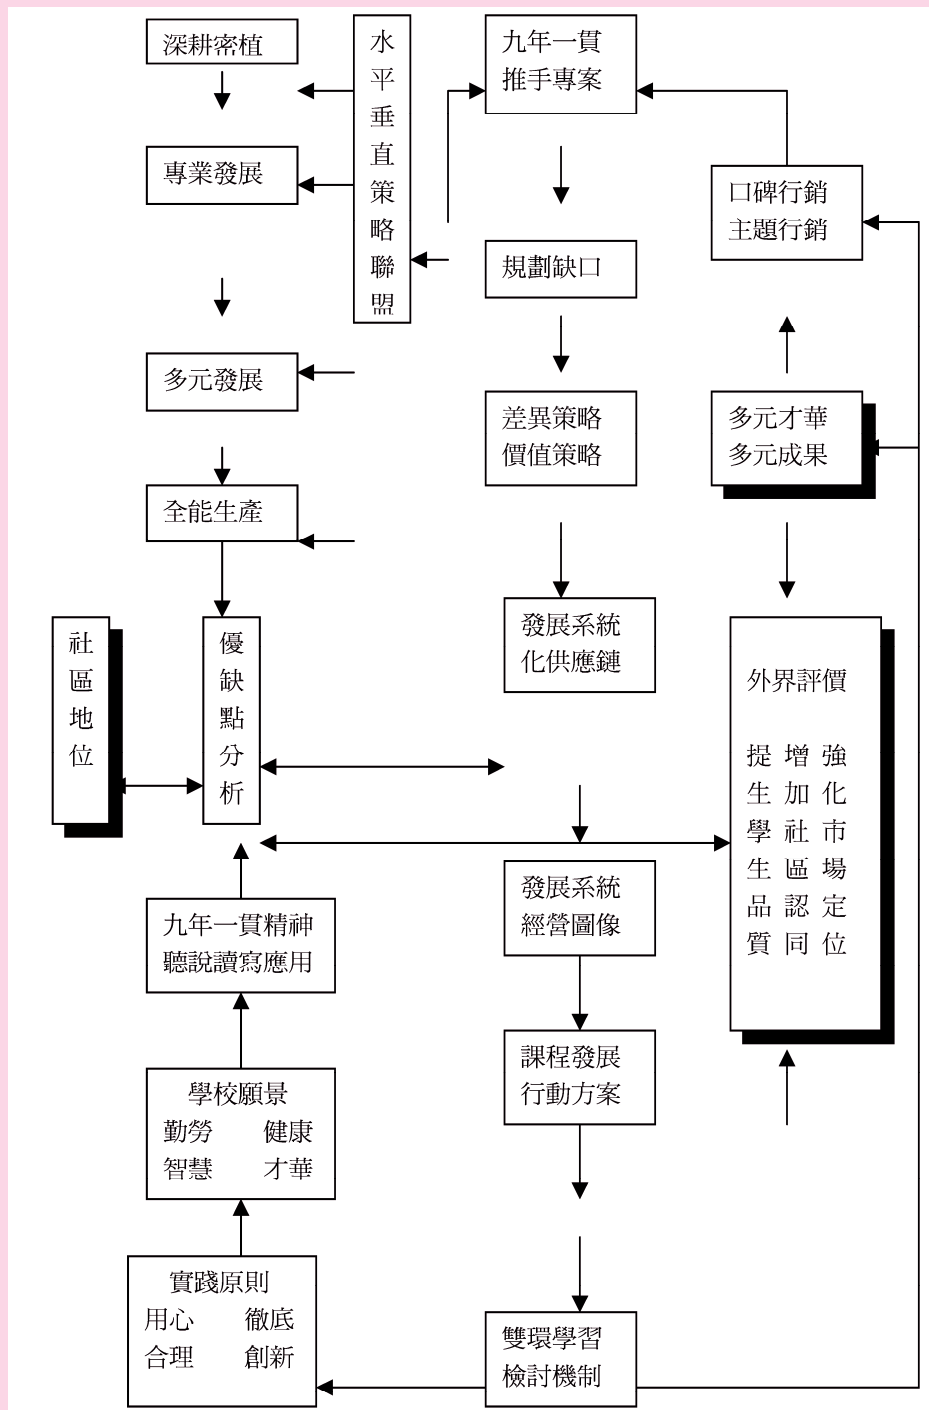 深耕密植
專業發展
多元發展
全能生產
水平垂直策略聯盟
九年一貫
推手專案
規劃缺口
差異策略
價值策略
發展系統
化供應鏈
口碑行銷
主題行銷
多元才華
多元成果
社區地位
優缺點分析
外界評價
提增強
生加化
學社市
生區場
品認定
質同位
九年一貫精神
聽說讀寫應用
學校願景
勤勞 健康
智慧 才華
實踐原則
用心 徹底
合理 創新
發展系統
經營圖像
課程發展
行動方案
雙環學習
檢討機制